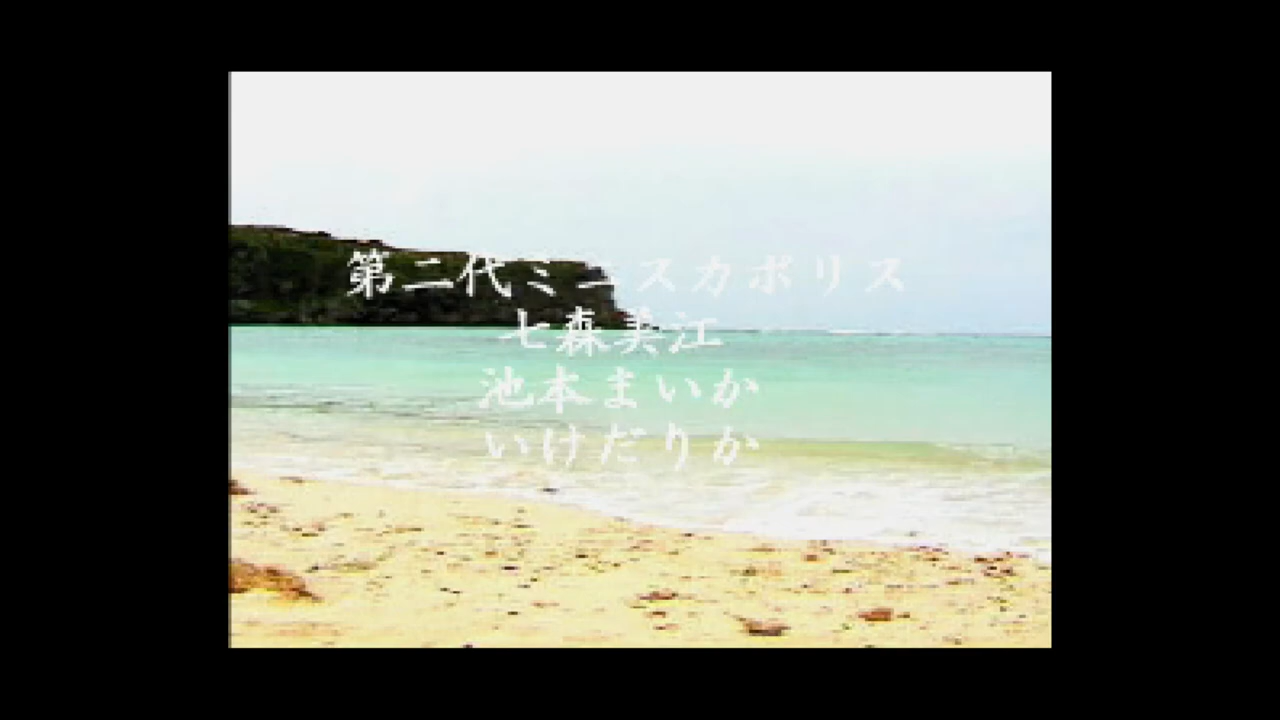 第二代ミニスカポリス
七森美江
池本まいか
いけだりか